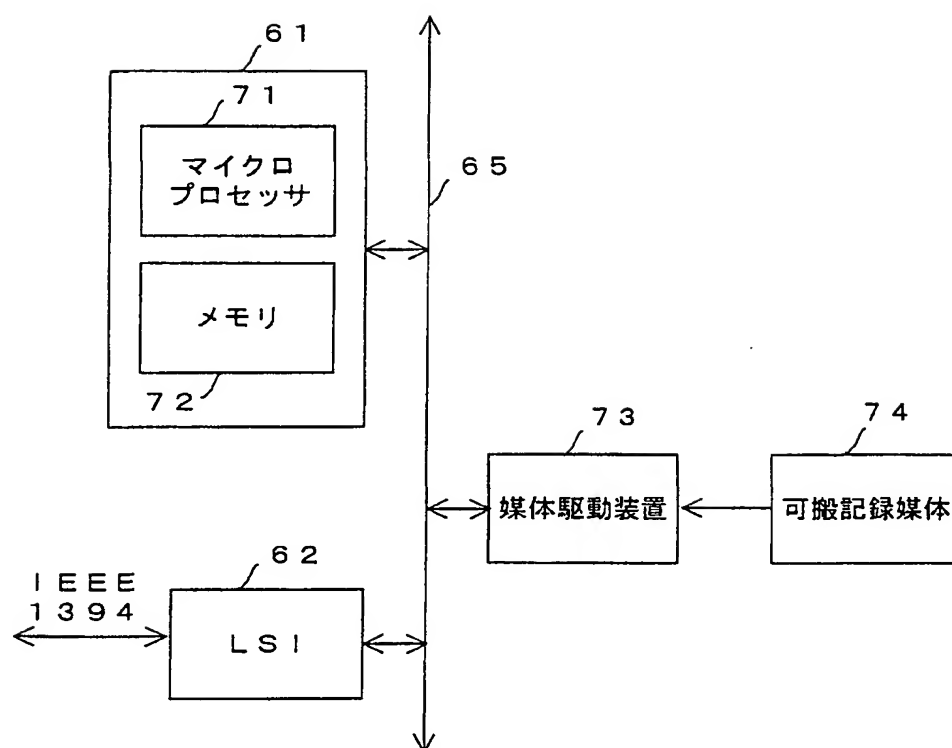 ６１
７１
マイクロ
プロセッサ
６５
メモリ
７２
７３
７４
媒体駆動装置
可搬記録媒体
６２
ＩＥＥＥ
１３９４
ＬＳＩ